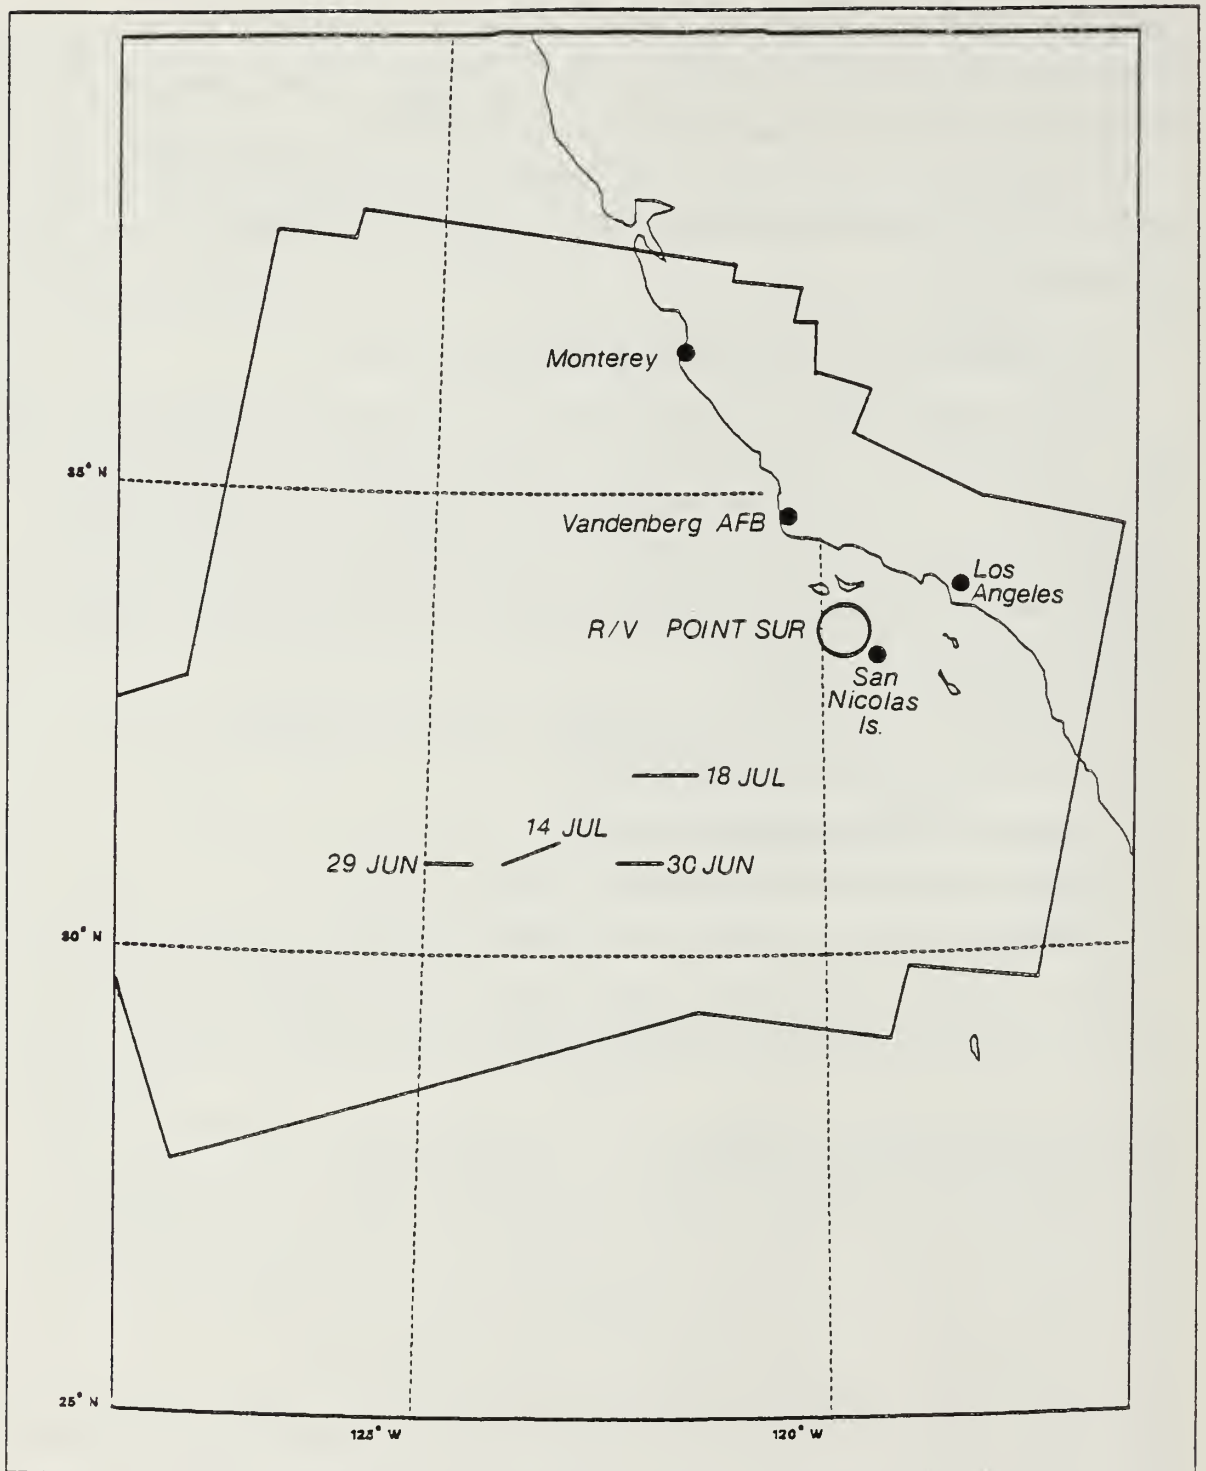 Monterey
35° N
Vandenberg AFB
Los
Angeles
R/V POINT SUR
San
Nicolas
Is.
18 JUL
14 JUL
29 JUN
30 JUN
30° N
25° N
125° W
120° W